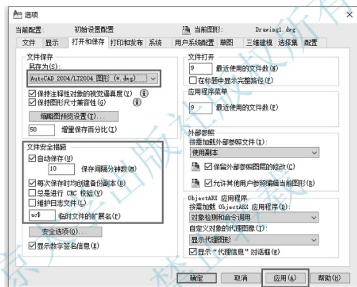 选项
当前配置: 初始设置配置 当前图形: Drawing1.dwg
文件 显示 打开和保存 打印和发布 系统 用户系统配置 草图 三维建模 选择集 配置
文件保存
另存为(S):
AutoCAD 2004/LT2004 图形 (*.dwg)
保持注释性对象的视觉逼真度(I)
保持图形尺寸兼容性(G)
缩略图预览设置(T)...
50 增量保存百分比(I)
文件安全措施
自动保存(U)
10 保存间隔分钟数(M)
每次保存时均创建备份副本(B)
总是进行 CRC 校验(V)
维护日志文件(L)
ac$ 临时文件的扩展名(P)
安全选项(O)...
显示数字签名信息(E)
文件打开
9 最近使用的文件数(N)
在标题中显示完整路径(F)
应用程序菜单
9 最近使用的文件数(F)
外部参照
按需加载外部参照文件(X):
使用副本
保留外部参照图层的修改(C)
允许其他用户参照编辑当前图形(R)
ObjectARX 应用程序
按需加载 ObjectARX 应用程序(D):
对象检测和命令调用
自定义对象的代理图像(J):
显示代理图形
显示“代理信息”对话框(W)
确定 取消 应用(A) 帮助(H)